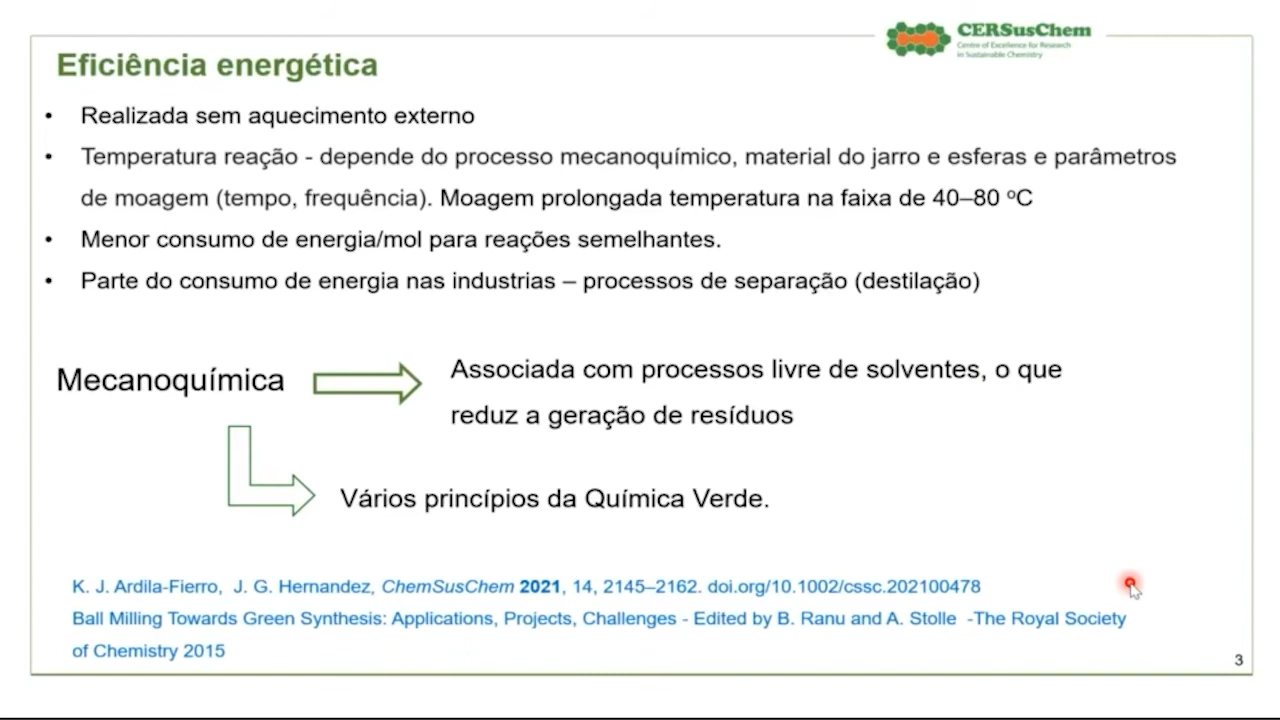 CERSusChem
Centre of Excellence for Research
in Sustainable Chemistry
Eficiência energética
• Realizada sem aquecimento externo
• Temperatura reação - depende do processo mecanoquímico, material do jarro e esferas e parâmetros
de moagem (tempo, frequência). Moagem prolongada temperatura na faixa de 40–80 ºC
• Menor consumo de energia/mol para reações semelhantes.
• Parte do consumo de energia nas industrias – processos de separação (destilação)
Mecanoquímica
Associada com processos livre de solventes, o que
reduz a geração de resíduos
Vários princípios da Química Verde.
K. J. Ardila-Fierro, J. G. Hernandez, ChemSusChem 2021, 14, 2145–2162. doi.org/10.1002/cssc.202100478
Ball Milling Towards Green Synthesis: Applications, Projects, Challenges - Edited by B. Ranu and A. Stolle -The Royal Society
of Chemistry 2015
3